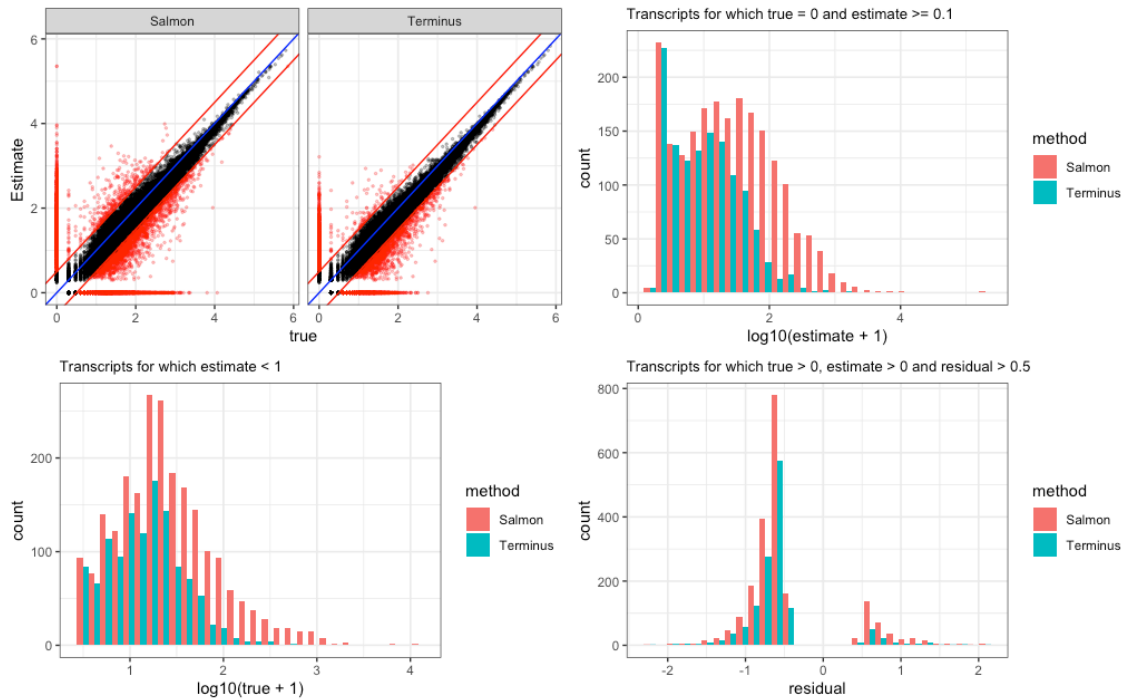 Salmon
Terminus
6
4
2
0
Estimate
0
2
4
6
0
2
4
6
true
Transcripts for which true = 0 and estimate >= 0.1
200
150
100
50
0
count
0
2
4
log10(estimate + 1)
method
Salmon
Terminus
Transcripts for which estimate < 1
200
100
0
count
1
2
3
4
log10(true + 1)
method
Salmon
Terminus
Transcripts for which true > 0, estimate > 0 and residual > 0.5
800
600
400
200
0
count
-2
-1
0
1
2
residual
method
Salmon
Terminus